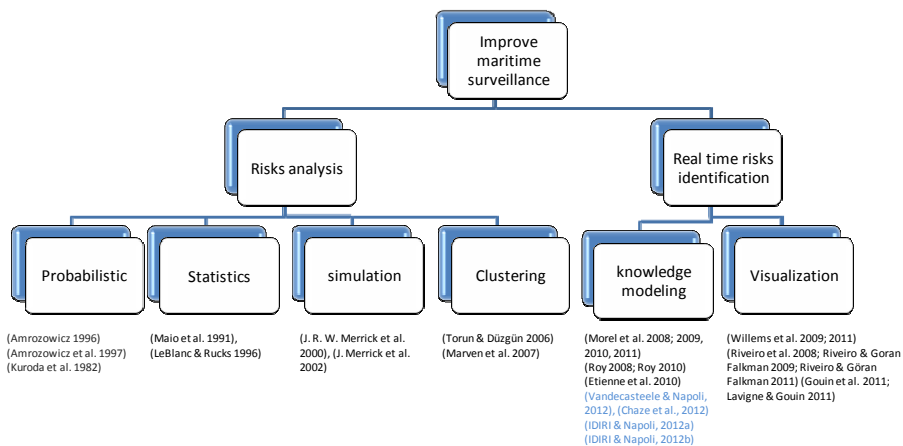 Improve
maritime
surveillance
Risks analysis
Real time risks
identification
Probabilistic
Statistics
simulation
Clustering
knowledge
modeling
Visualization
(Amrozowicz 1996)
(Amrozowicz et al. 1997)
(Kuroda et al. 1982)
(Maio et al. 1991),
(LeBlanc & Rucks 1996)
(J. R. W. Merrick et al.
2000), (J. Merrick et al.
2002)
(Torun & Düzgün 2006)
(Marven et al. 2007)
(Morel et al. 2008; 2009,
2010, 2011)
(Roy 2008; Roy 2010)
(Etienne et al. 2010)
(Vandecasteele & Napoli,
2012), (Chaze et al., 2012)
(IDIRI & Napoli, 2012a)
(IDIRI & Napoli, 2012b)
(Willems et al. 2009; 2011)
(Riveiro et al. 2008; Riveiro & Goran
Falkman 2009; Riveiro & Göran
Falkman 2011) (Gouin et al. 2011;
Lavigne & Gouin 2011)